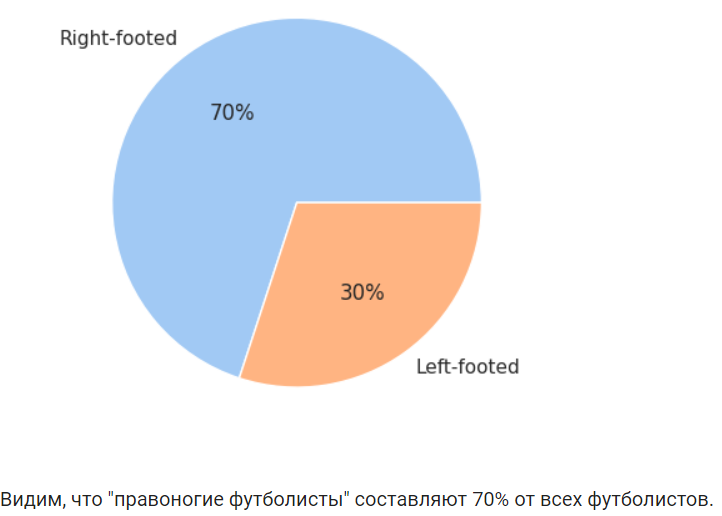 Right-footed
70%
30%
Left-footed
Видим, что "правоногие футболисты" составляют 70% от всех футболистов.